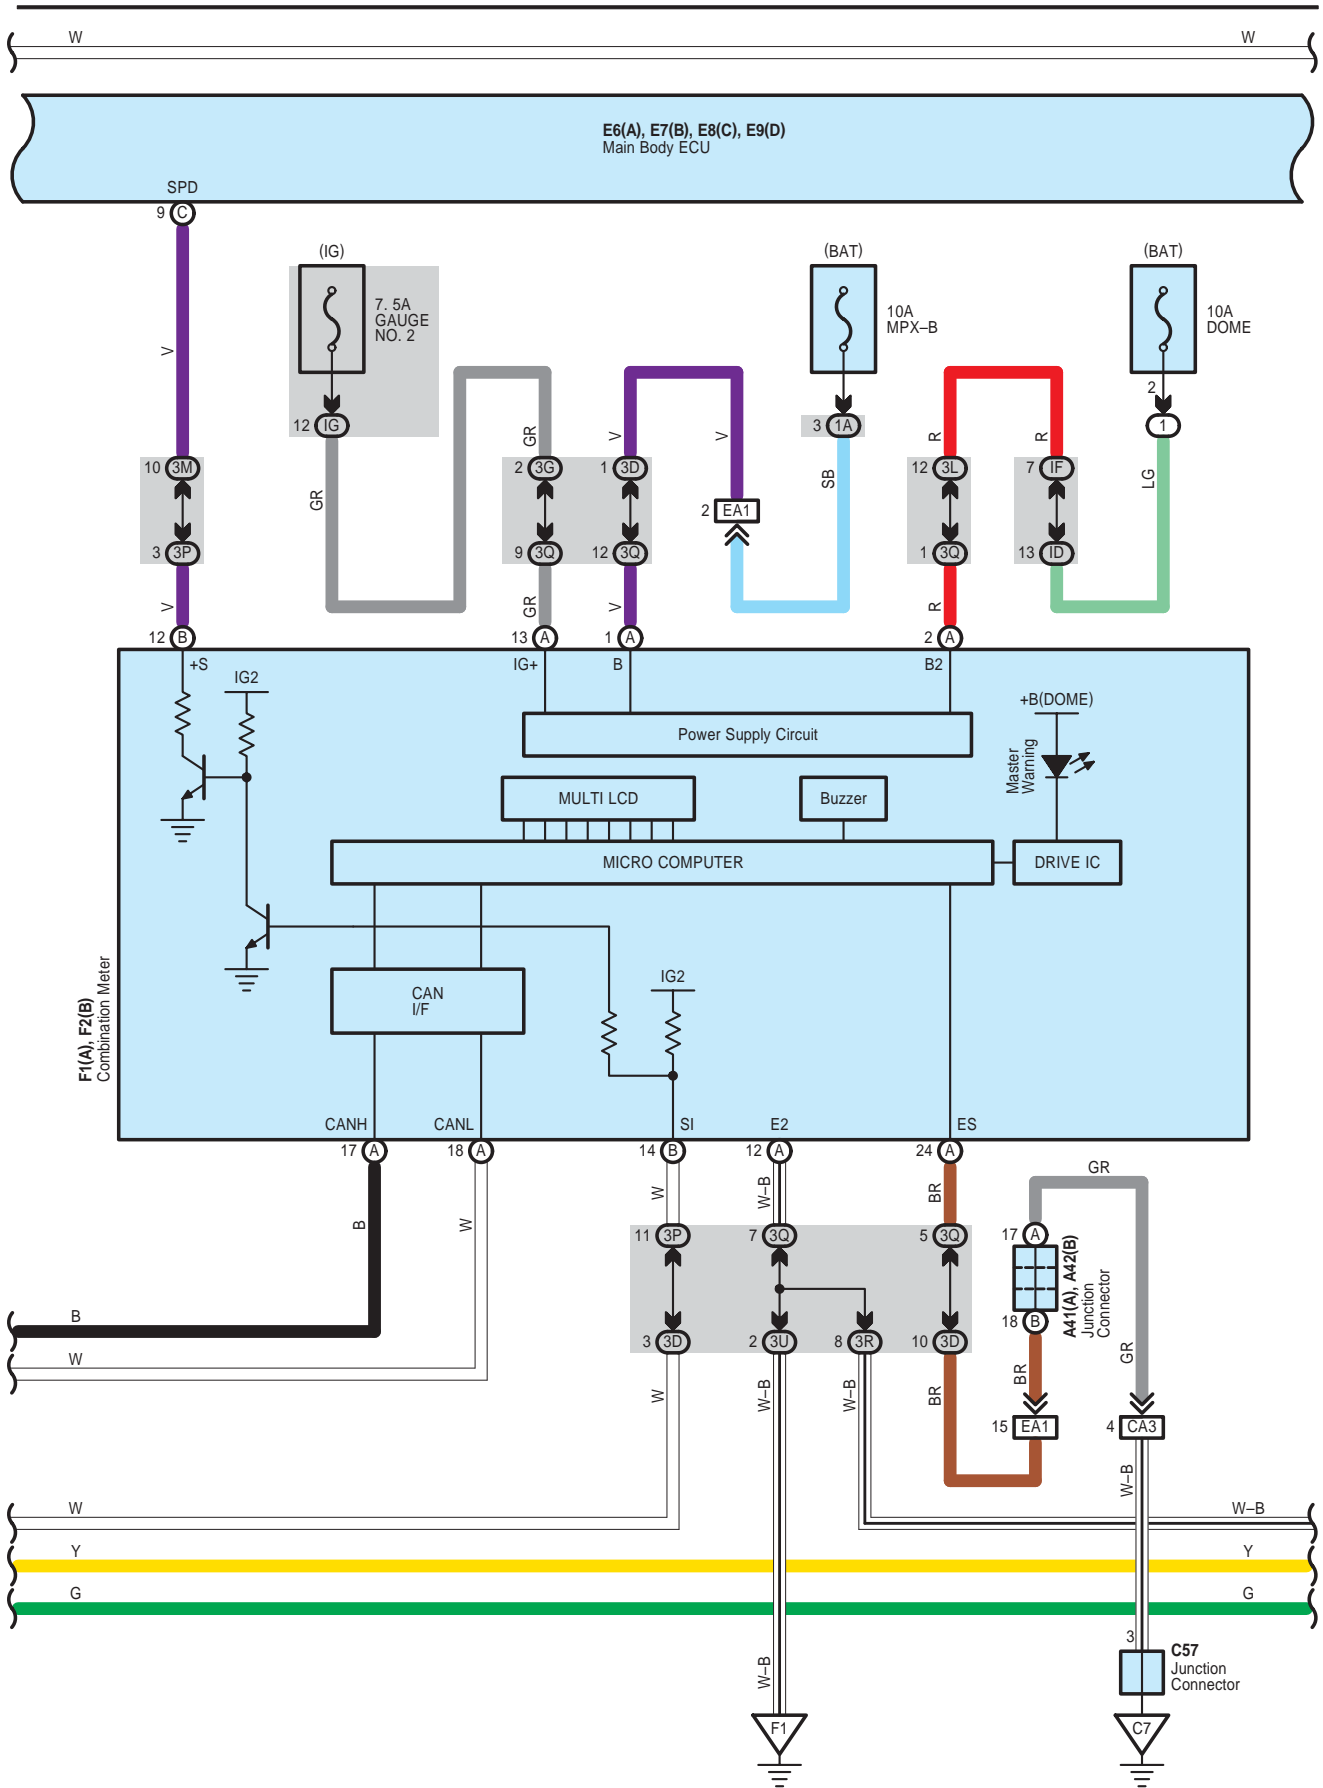 W
W
E6(A), E7(B), E8(C), E9(D)
Main Body ECU
SPD
9 C
(IG)
(BAT)
(BAT)
7. 5A
GAUGE
NO. 2
10A
MPX–B
10A
DOME
V
2
12 IG
3 1A
1
GR
V
V
R
R
10 3M
2 3G
1 3D
12 3L
7 IF
GR
SB
LG
2 EA1
3 3P
9 3Q
12 3Q
1 3Q
13 ID
V
GR
V
R
12 B
13 A
1 A
2 A
+S
IG+
B
B2
IG2
+B(DOME)
Power Supply Circuit
Master
Warning
MULTI LCD
Buzzer
MICRO COMPUTER
DRIVE IC
IG2
CAN
I/F
F1(A), F2(B)
Combination Meter
CANH
CANL
SI
E2
ES
17 A
18 A
14 B
12 A
24 A
GR
B
W
W
W–B
BR
11 3P
7 3Q
5 3Q
17 A
A41(A), A42(B)
Junction
Connector
B
18 B
3 3D
2 3U
8 3R
10 3D
W
GR
W
W–B
W–B
BR
BR
15 EA1
4 CA3
W–B
W
W–B
Y
Y
G
G
3
C57
Junction
Connector
W–B
F1
C7